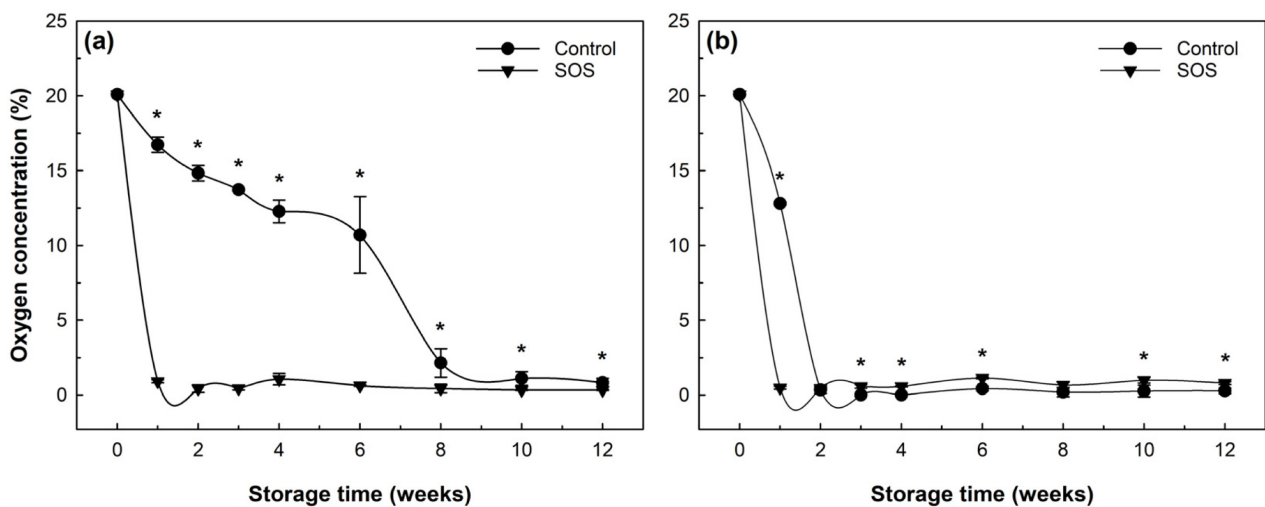 (a)
Control
SOS
25
20
15
10
5
0
0 2 4 6 8 10 12
* * * * * * * *
Oxygen concentration (%)
Storage time (weeks)
(b)
Control
SOS
25
20
15
10
5
0
0 2 4 6 8 10 12
* * * * * *
Storage time (weeks)